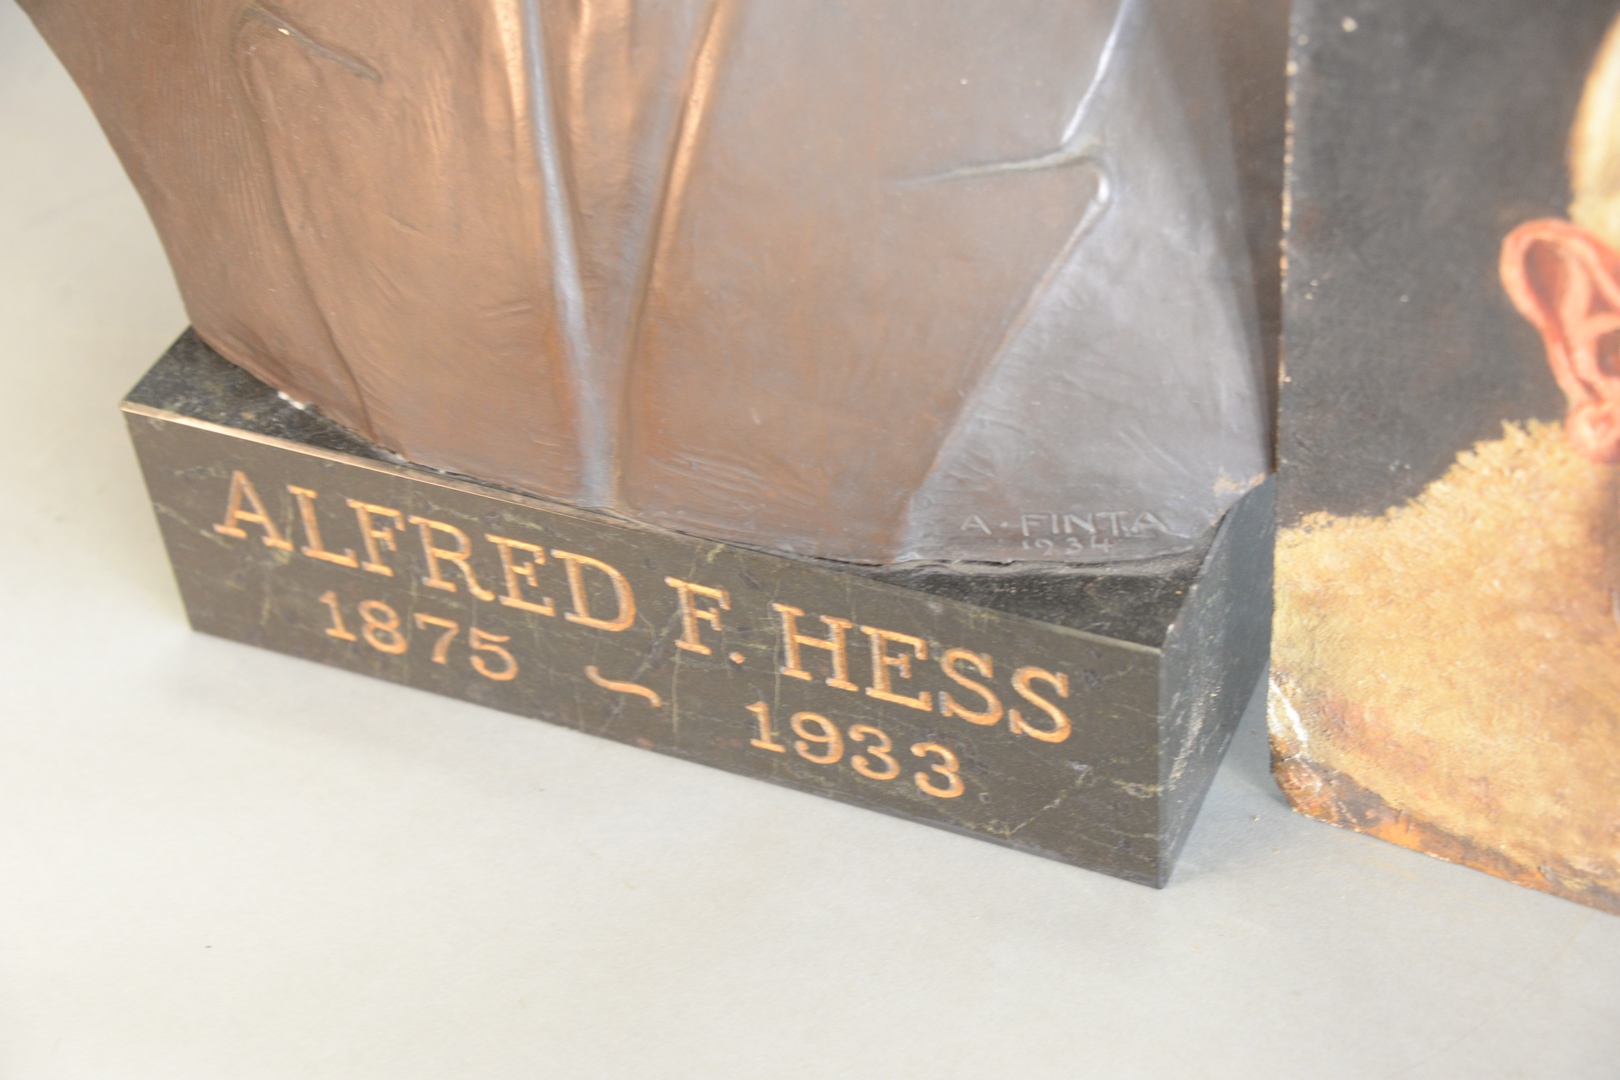 A·FINTA
1934
ALFRED F. HESS
1875 ~ 1933